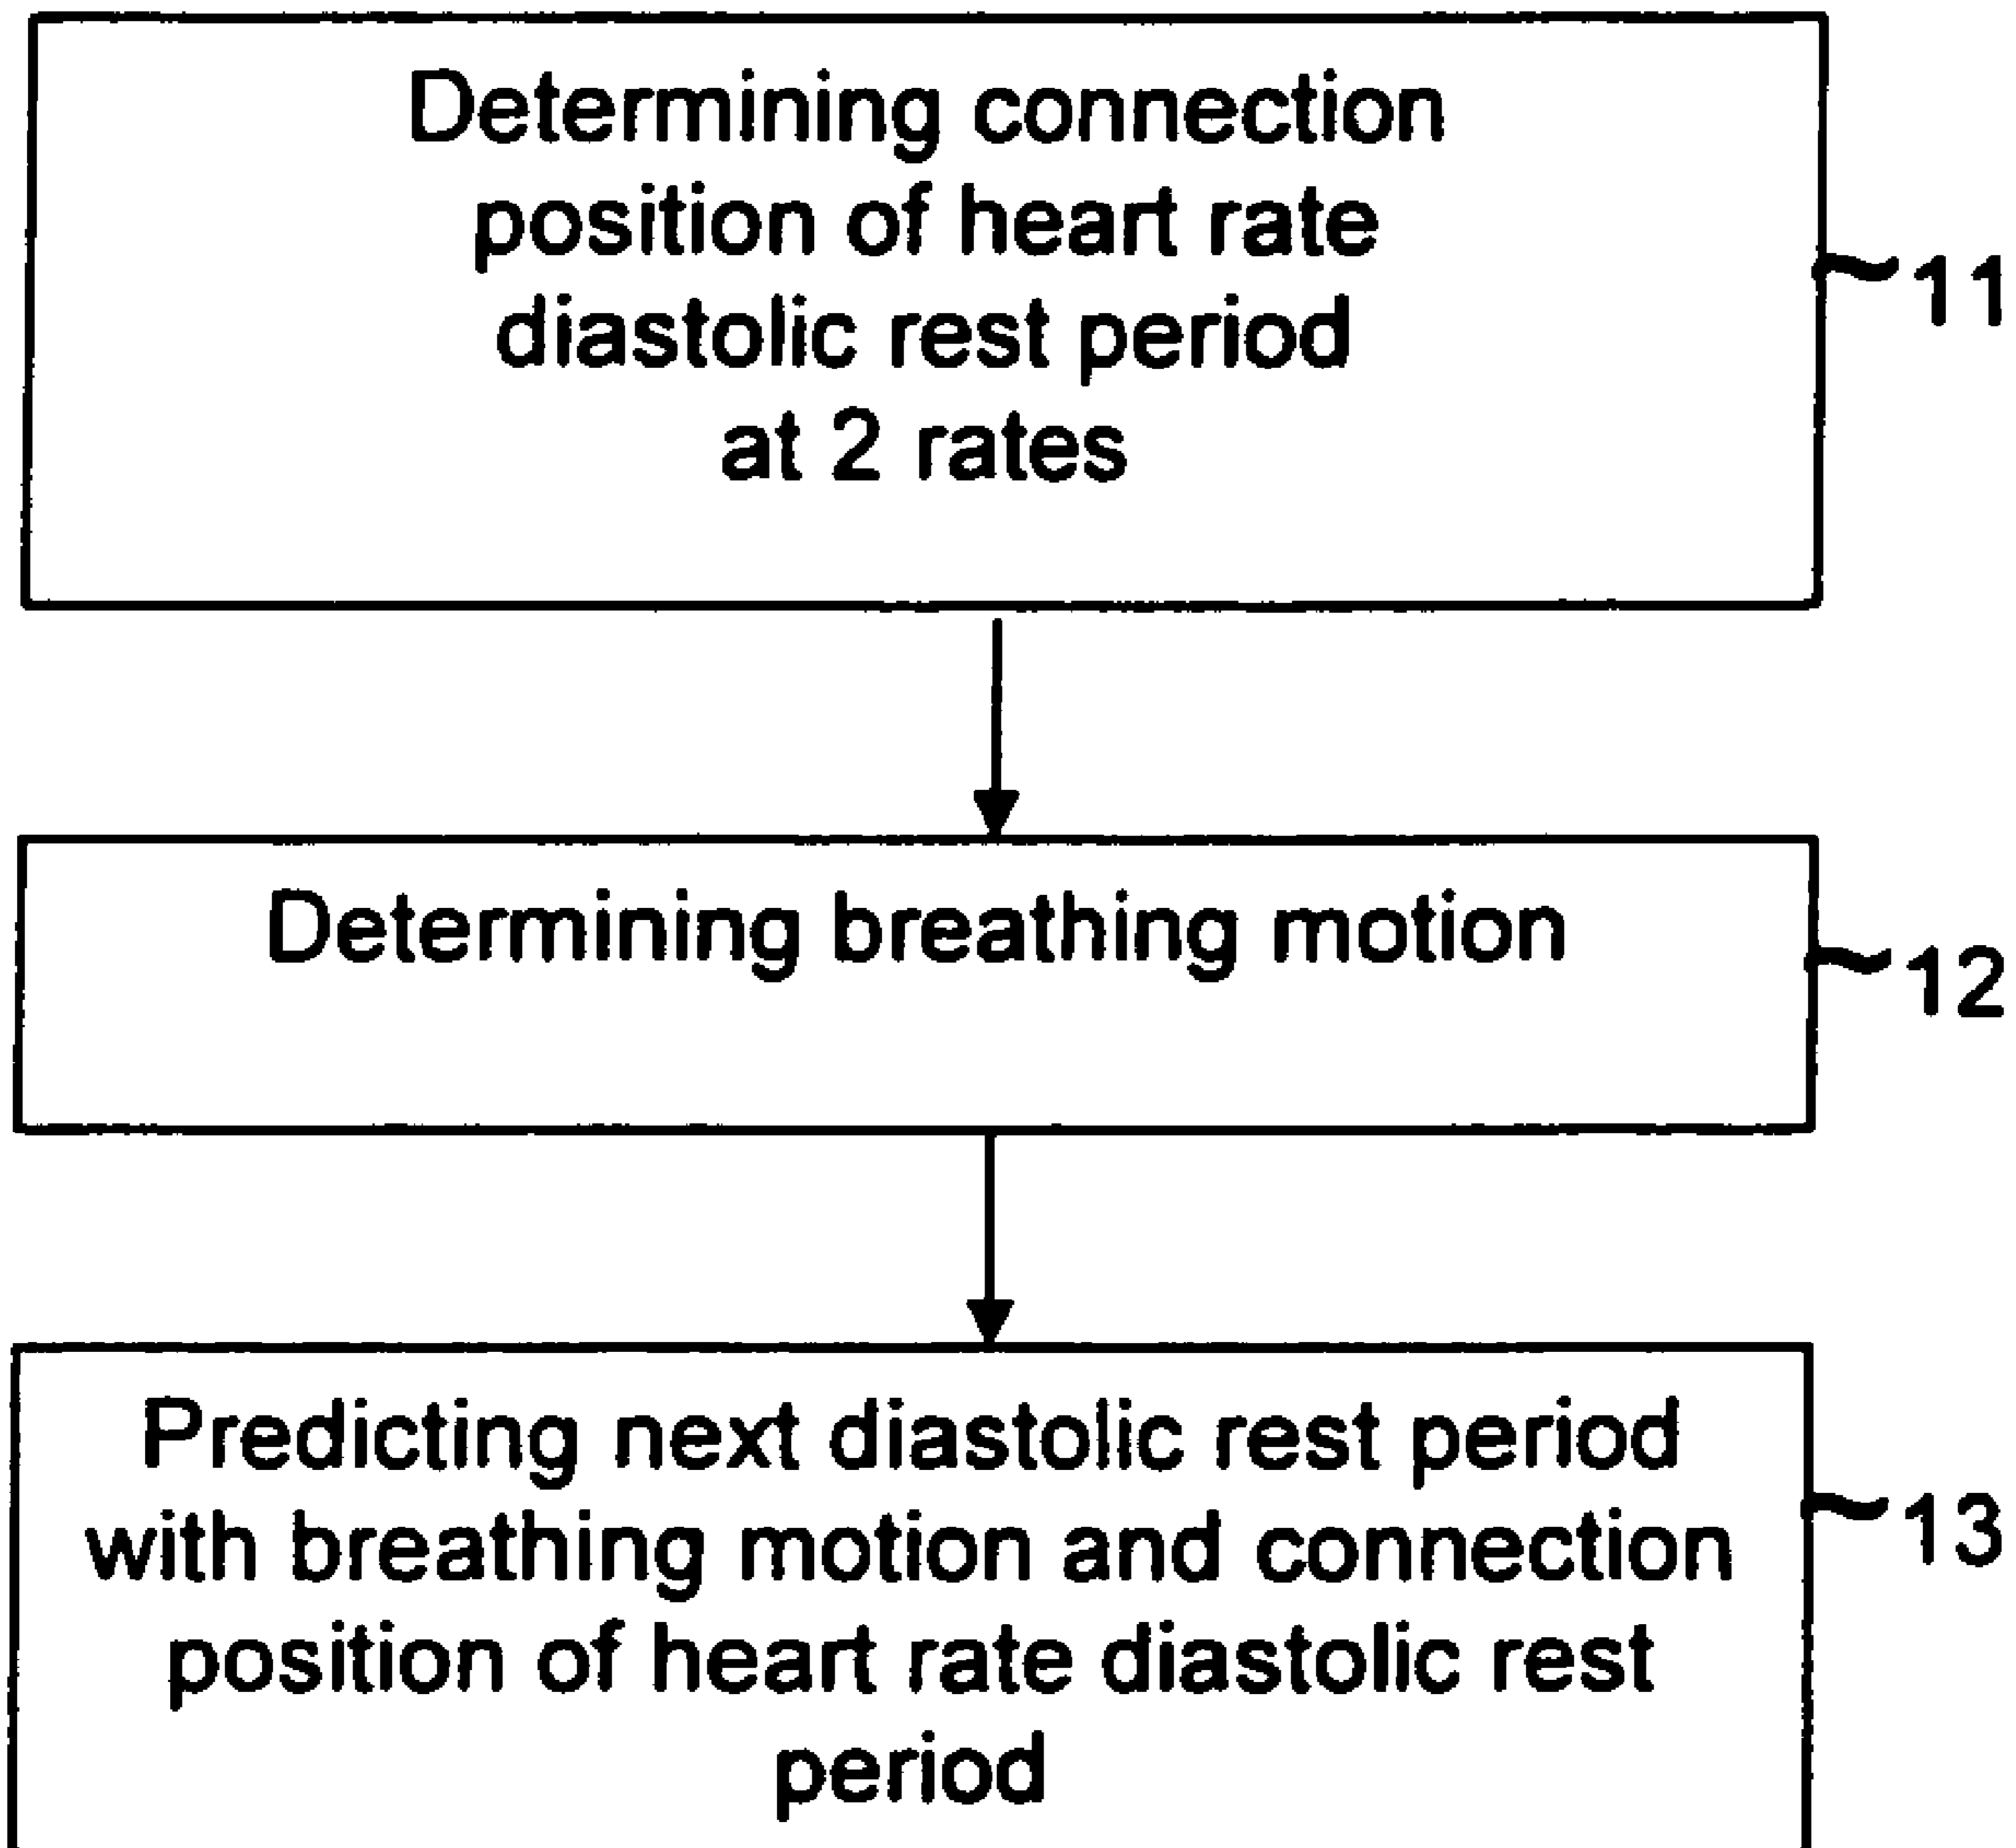 Determining connection
position of heart rate
diastolic rest period
at 2 rates
11
Determining breathing motion
12
Predicting next diastolic rest period
with breathing motion and connection
position of heart rate diastolic rest
period
13